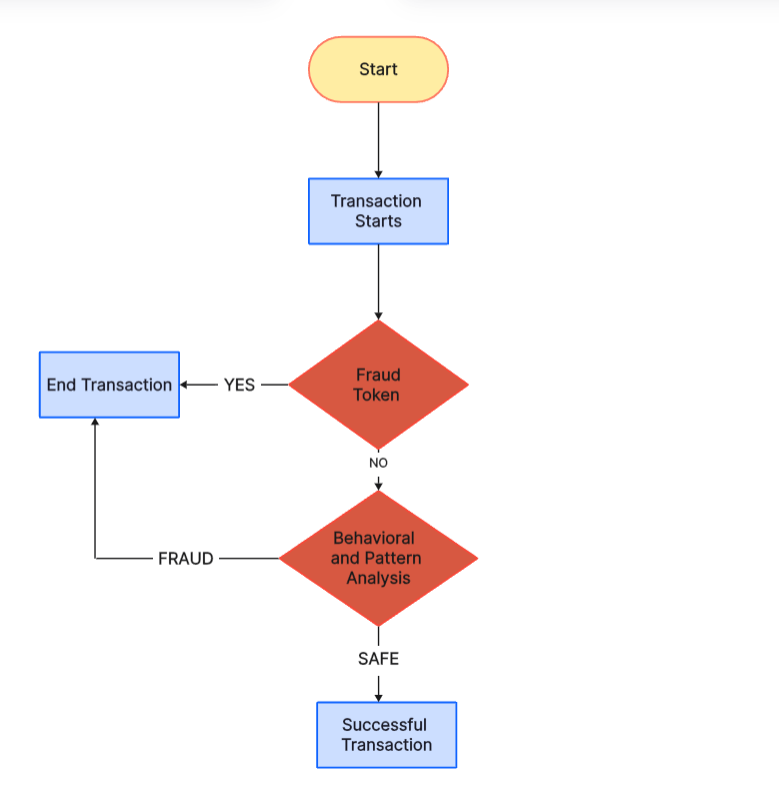 Start
Transaction
Starts
Fraud
Token
YES
End Transaction
NO
Behavioral
and Pattern
Analysis
FRAUD
SAFE
Successful
Transaction